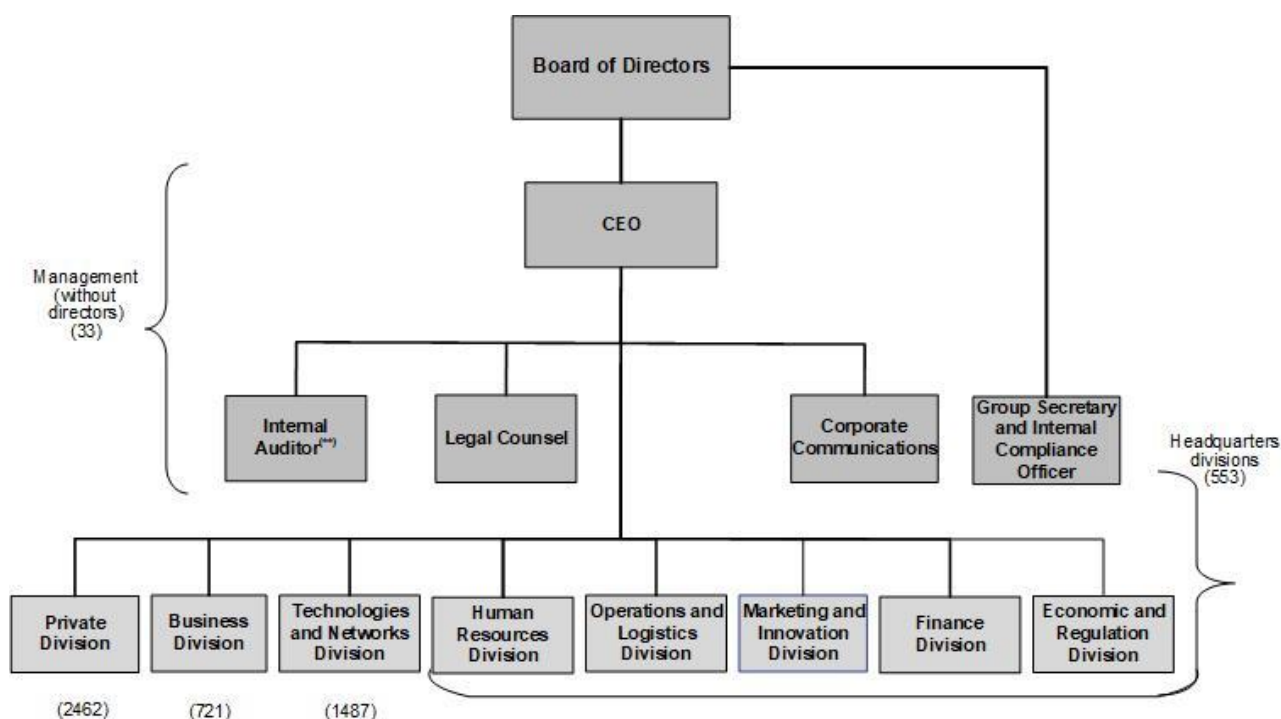 Board of Directors
CEO
Management
(without
directors)
(33)
Internal
Auditor(**)
Legal Counsel
Corporate
Communications
Group Secretary
and Internal
Compliance
Officer
Headquarters
divisions
(553)
Private
Division
Business
Division
Technologies
and Networks
Division
Human
Resources
Division
Operations and
Logistics Division
Marketing and
Innovation
Division
Finance
Division
Economic and
Regulation
Division
(2462)
(721)
(1487)